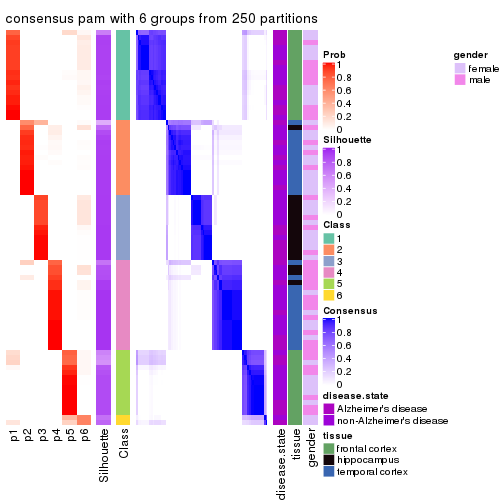 consensus pam with 6 groups from 250 partitions
Prob
1
0.8
0.6
0.4
0.2
0
gender
female
male
Silhouette
1
0.8
0.6
0.4
0.2
0
Class
1
2
3
4
5
6
Consensus
1
0.8
0.6
0.4
0.2
0
disease.state
Alzheimer's disease
non-Alzheimer's disease
tissue
frontal cortex
hippocampus
temporal cortex
p1
p2
p3
p4
p5
p6
Silhouette
Class
disease.state
tissue
gender